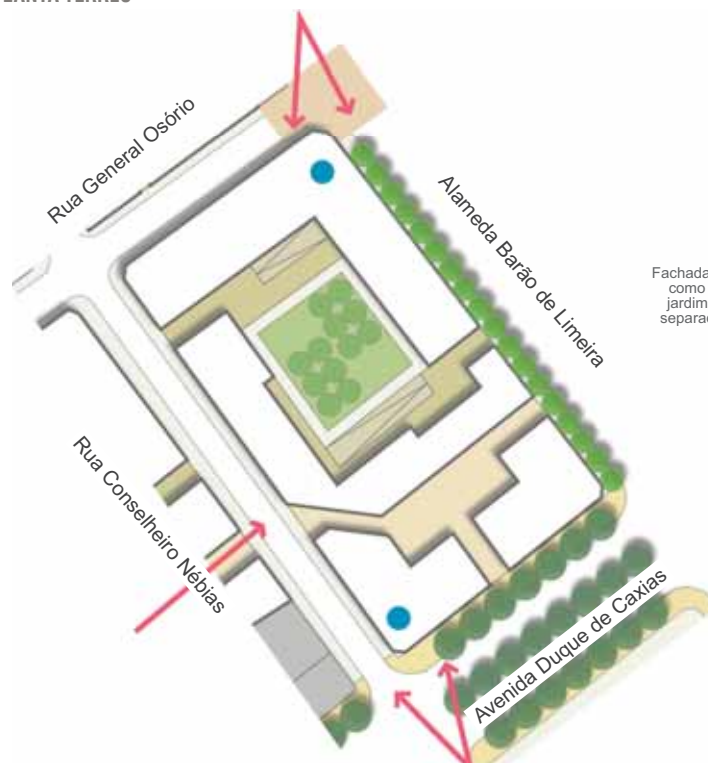 Rua General Osório
Alameda Barão de Limeira
Fachada
como
jardim
Rua Conselheiro Nébias
Avenida Duque de Caxias